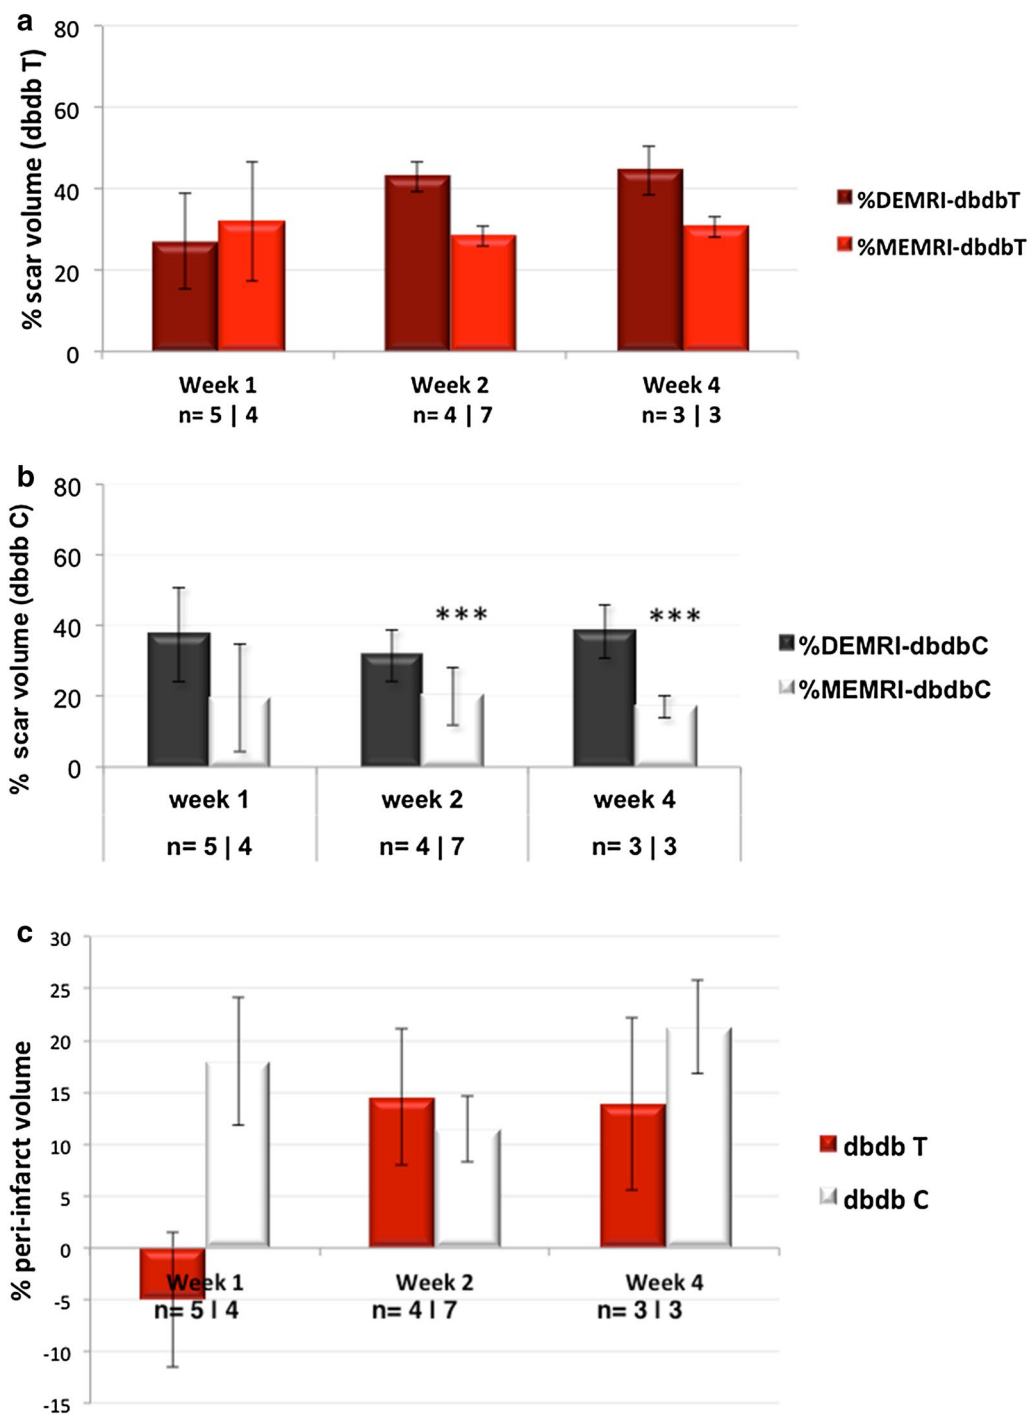 a
% scar volume (dbdb T)
80
60
40
20
0
Week 1
Week 2
Week 4
n= 5 | 4
n= 4 | 7
n= 3 | 3
%DEMRI-dbdbT
%MEMRI-dbdbT
b
% scar volume (dbdb C)
80
60
40
20
0
***
***
week 1
week 2
week 4
n= 5 | 4
n= 4 | 7
n= 3 | 3
%DEMRI-dbdbC
%MEMRI-dbdbC
c
% peri-infarct volume
30
25
20
15
10
5
0
-5
-10
-15
Week 1
Week 2
Week 4
n= 5 | 4
n= 4 | 7
n= 3 | 3
dbdb T
dbdb C